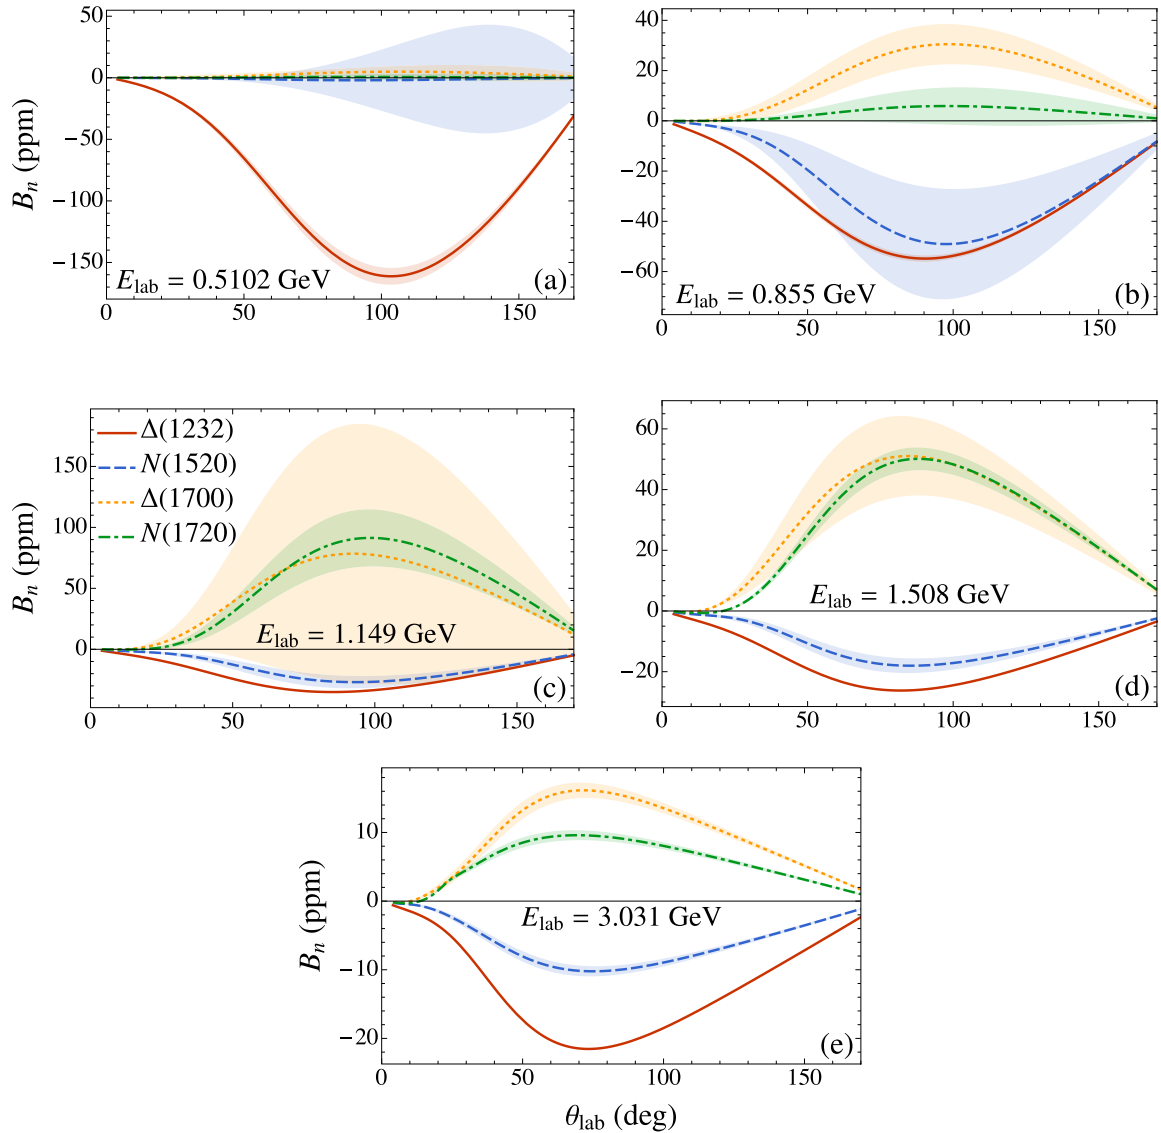 50
0
−50
−100
−150
B_n (ppm)
E_lab = 0.5102 GeV
(a)
0 50 100 150
40
20
0
−20
−40
−60
E_lab = 0.855 GeV
(b)
0 50 100 150
150
100
50
0
B_n (ppm)
Δ(1232)
N(1520)
Δ(1700)
N(1720)
E_lab = 1.149 GeV
(c)
0 50 100 150
60
40
20
0
−20
E_lab = 1.508 GeV
(d)
0 50 100 150
10
0
−10
−20
B_n (ppm)
E_lab = 3.031 GeV
(e)
0 50 100 150
θ_lab (deg)